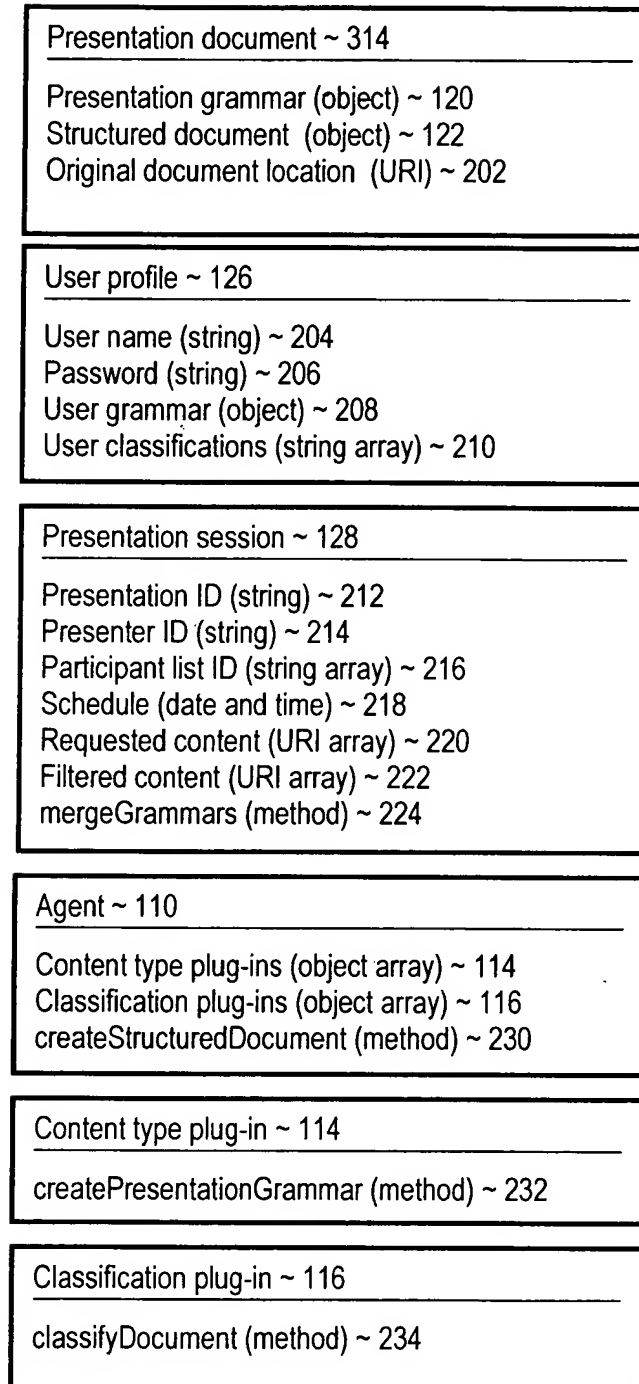 Presentation document ~ 314
Presentation grammar (object) ~ 120
Structured document (object) ~ 122
Original document location (URI) ~ 202
User profile ~ 126
User name (string) ~ 204
Password (string) ~ 206
User grammar (object) ~ 208
User classifications (string array) ~ 210
Presentation session ~ 128
Presentation ID (string) ~ 212
Presenter ID (string) ~ 214
Participant list ID (string array) ~ 216
Schedule (date and time) ~ 218
Requested content (URI array) ~ 220
Filtered content (URI array) ~ 222
mergeGrammars (method) ~ 224
Agent ~ 110
Content type plug-ins (object array) ~ 114
Classification plug-ins (object array) ~ 116
createStructuredDocument (method) ~ 230
Content type plug-in ~ 114
createPresentationGrammar (method) ~ 232
Classification plug-in ~ 116
classifyDocument (method) ~ 234